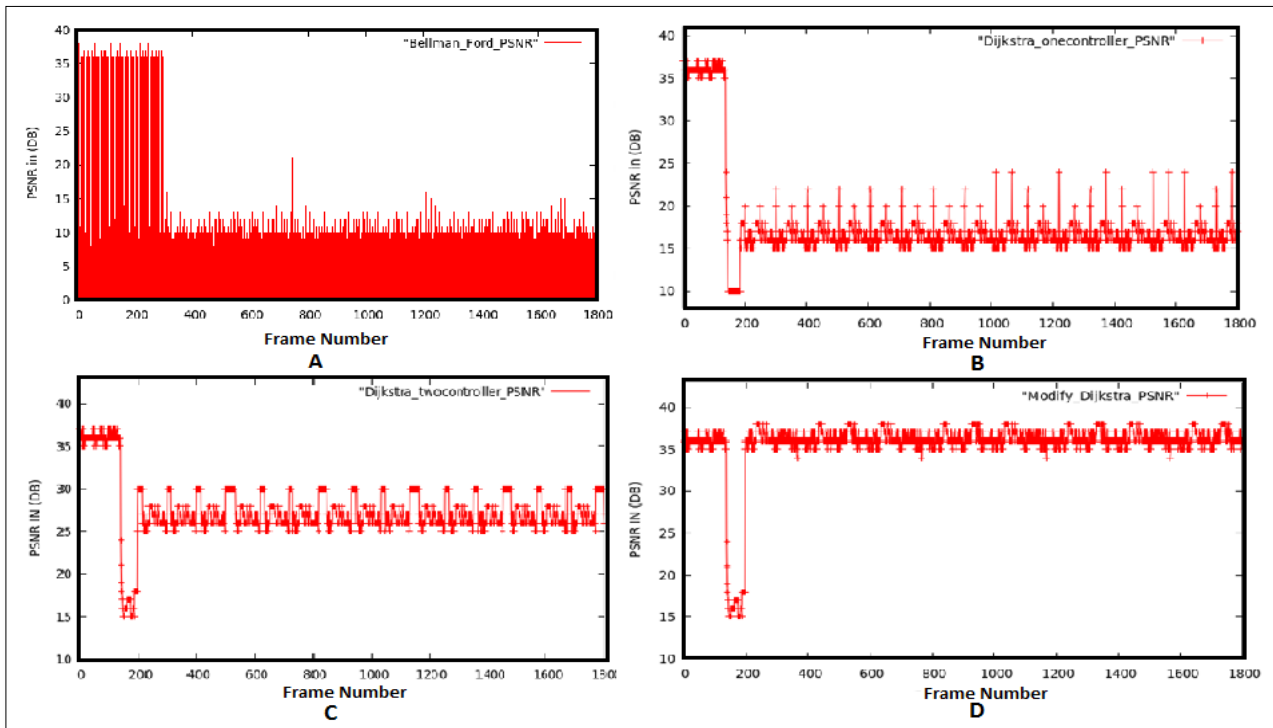 "Bellman_Ford_PSNR"
PSNR in (DB)
40
35
30
25
20
15
10
5
0
0 200 400 600 800 1000 1200 1400 1600 1800
Frame Number
A
"Dijkstra_onecontroller_PSNR"
PSNR in (DB)
40
35
30
25
20
15
10
0 200 400 600 800 1000 1200 1400 1600 1800
Frame Number
B
"Dijkstra_twocontroller_PSNR"
PSNR IN (DB)
40
35
30
25
20
15
10
0 200 400 600 800 1000 1200 1400 1600 1800
Frame Number
C
"Modify_Dijkstra_PSNR"
PSNR IN (DB)
40
35
30
25
20
15
10
0 200 400 600 800 1000 1200 1400 1600 1800
Frame Number
D